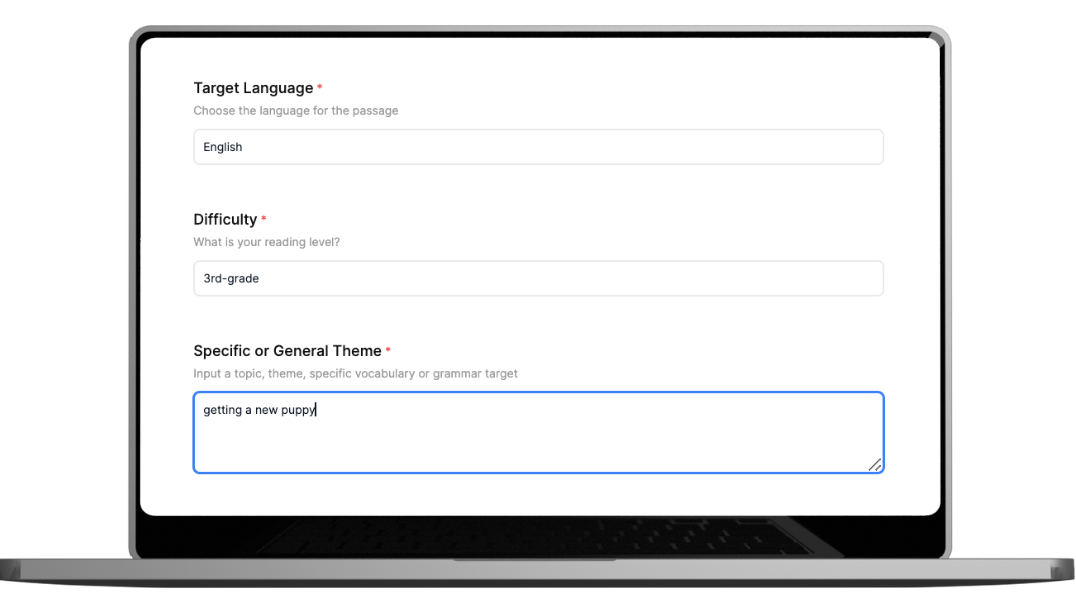 Target Language *
Choose the language for the passage
English
Difficulty *
What is your reading level?
3rd-grade
Specific or General Theme *
Input a topic, theme, specific vocabulary or grammar target
getting a new puppy